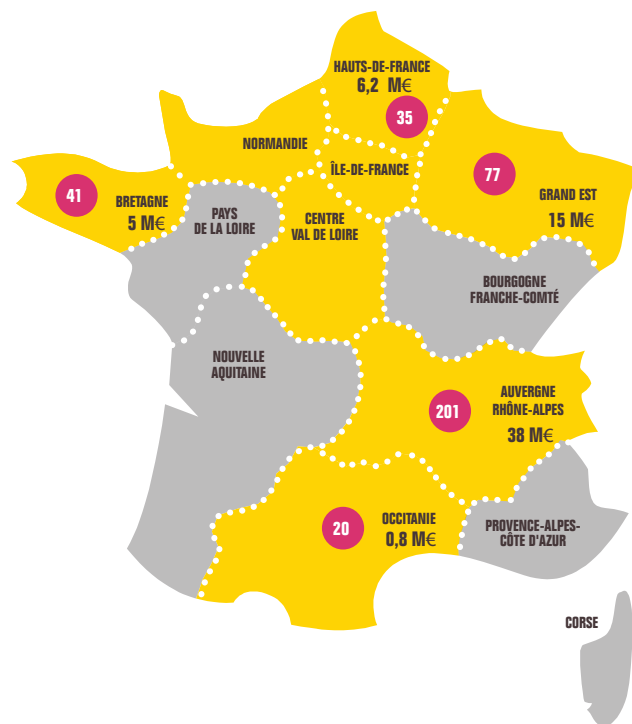 HAUTS-DE-FRANCE
6,2 M€
35
NORMANDIE
ÎLE-DE-FRANCE
77
41
BRETAGNE
5 M€
PAYS
DE LA LOIRE
CENTRE
VAL DE LOIRE
GRAND EST
15 M€
BOURGOGNE
FRANCHE-COMTÉ
NOUVELLE
AQUITAINE
201
AUVERGNE
RHÔNE-ALPES
38 M€
20
OCCITANIE
0,8 M€
PROVENCE-ALPES-
CÔTE D'AZUR
CORSE